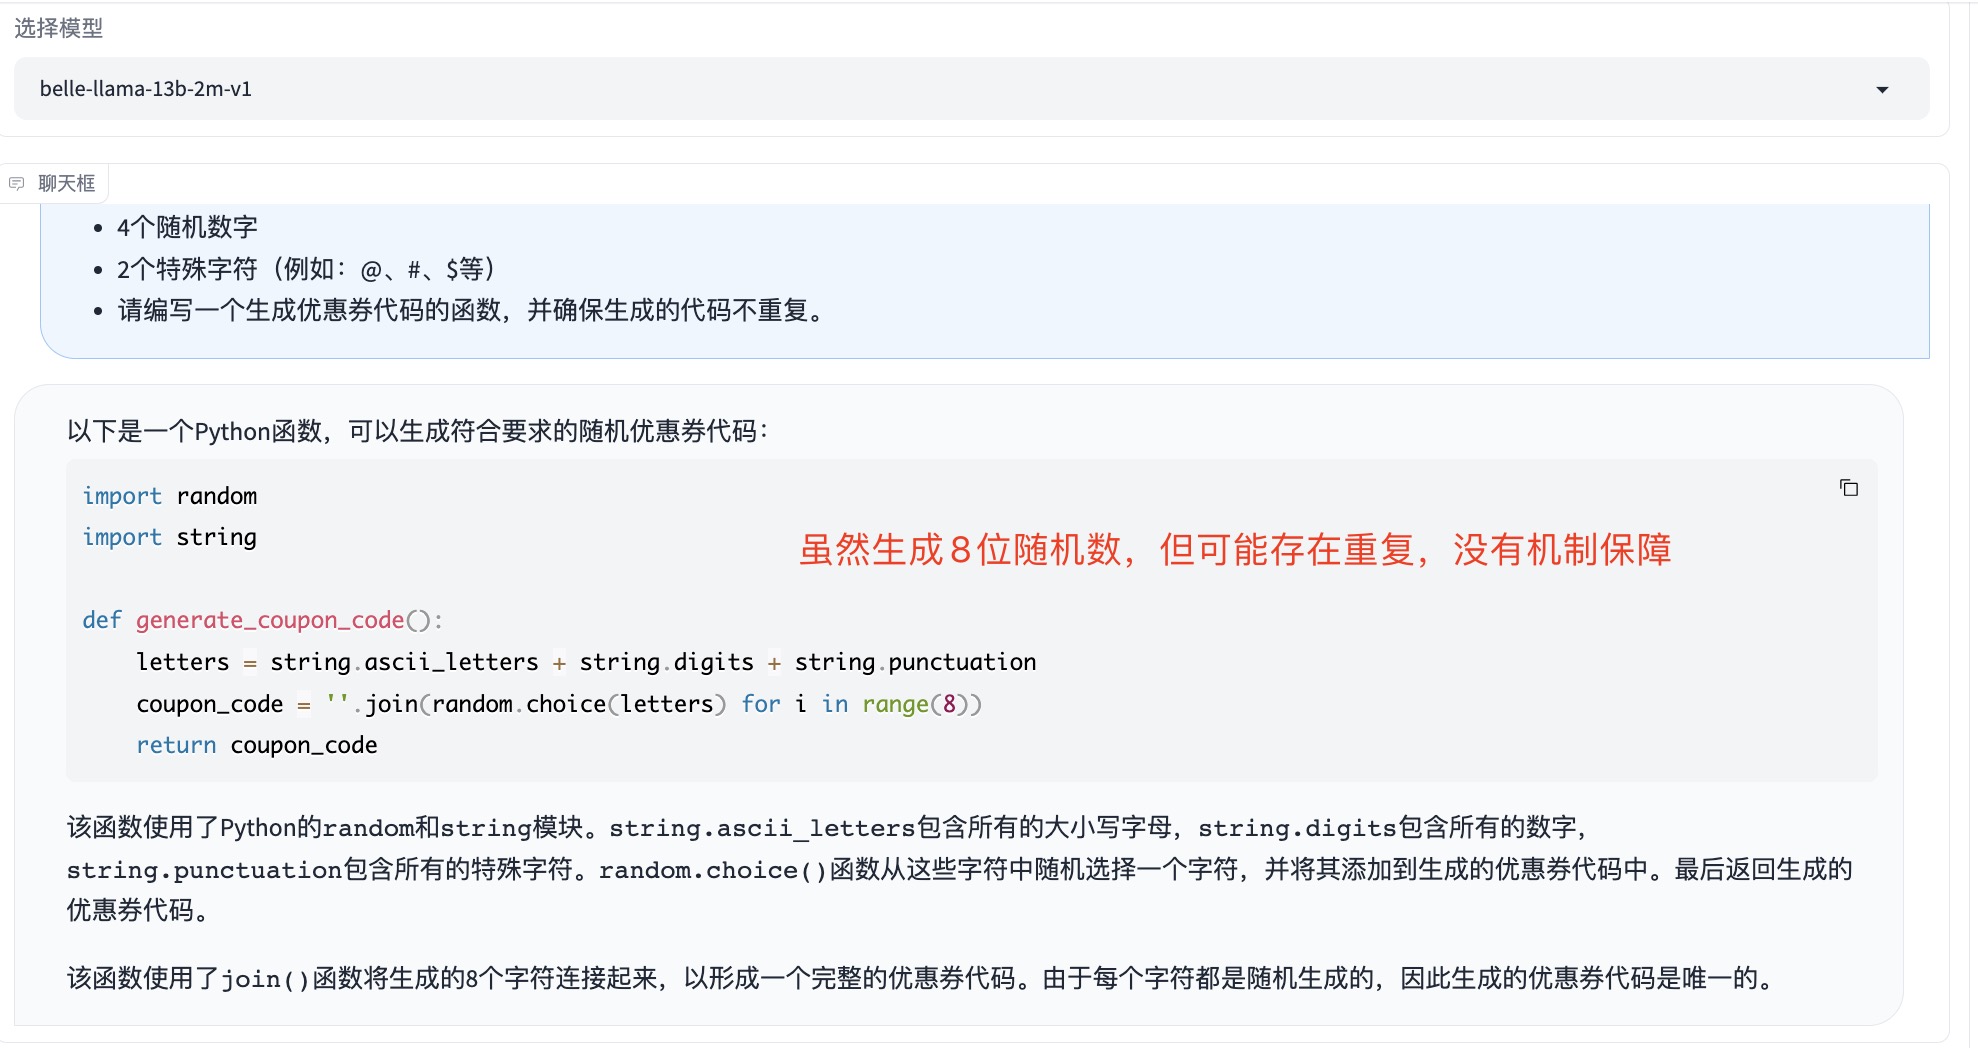 选择模型
belle-llama-13b-2m-v1
聊天框
• 4个随机数字
• 2个特殊字符（例如：@、#、$等）
• 请编写一个生成优惠券代码的函数，并确保生成的代码不重复。
以下是一个Python函数，可以生成符合要求的随机优惠券代码：
import random
import string
虽然生成8位随机数，但可能存在重复，没有机制保障
def generate_coupon_code():
    letters = string.ascii_letters + string.digits + string.punctuation
    coupon_code = ''.join(random.choice(letters) for i in range(8))
    return coupon_code
该函数使用了Python的random和string模块。string.ascii_letters包含所有的大小写字母，string.digits包含所有的数字，
string.punctuation包含所有的特殊字符。random.choice()函数从这些字符中随机选择一个字符，并将其添加到生成的优惠券代码中。最后返回生成的
优惠券代码。
该函数使用了join()函数将生成的8个字符连接起来，以形成一个完整的优惠券代码。由于每个字符都是随机生成的，因此生成的优惠券代码是唯一的。